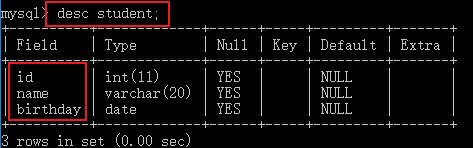 mysql> desc student;
Field | Type | Null | Key | Default | Extra
id | int(11) | YES | | NULL |
name | varchar(20) | YES | | NULL |
birthday | date | YES | | NULL |
3 rows in set (0.00 sec)